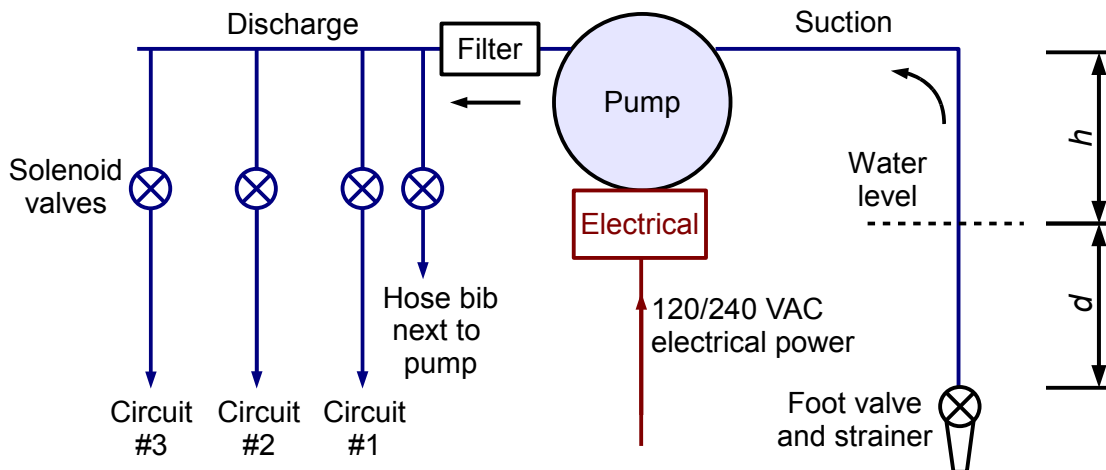 Discharge
Suction
Filter
Pump
h
Solenoid
valves
Water
level
Electrical
Hose bib
next to
pump
120/240 VAC
electrical power
d
Circuit
#3
Circuit
#2
Circuit
#1
Foot valve
and strainer